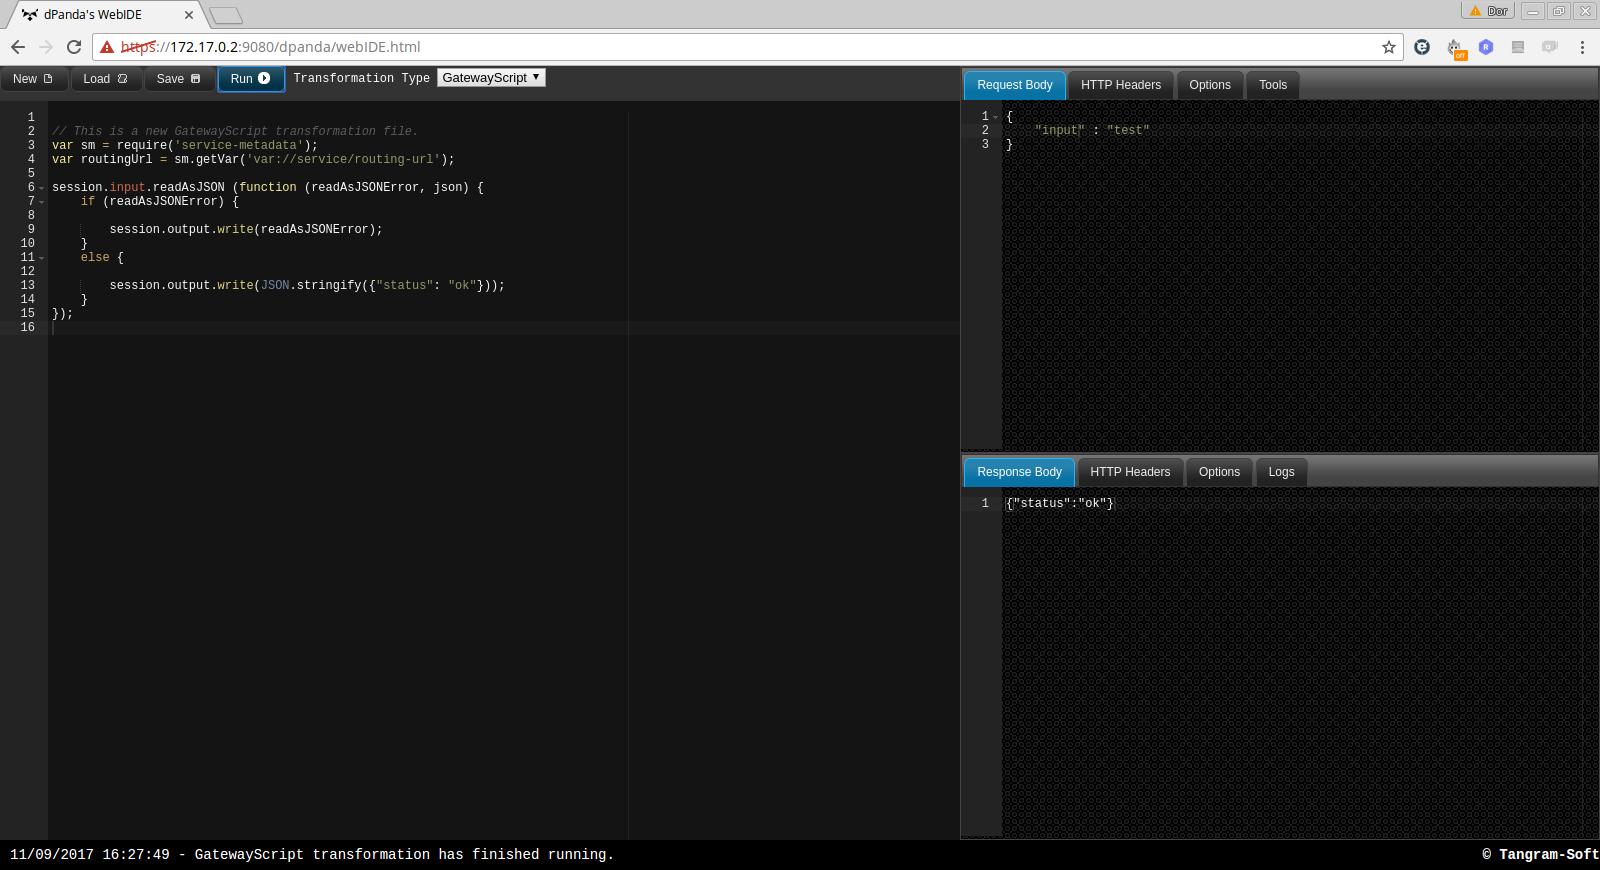 dPanda's WebIDE
Dor
https://172.17.0.2:9080/dpanda/webIDE.html
off
New Load Save Run Transformation Type GatewayScript
1
2 // This is a new GatewayScript transformation file.
3 var sm = require('service-metadata');
4 var routingUrl = sm.getVar('var://service/routing-url');
5
6 session.input.readAsJSON (function (readAsJSONError, json) {
7     if (readAsJSONError) {
8
9         session.output.write(readAsJSONError);
10     }
11     else {
12
13         session.output.write(JSON.stringify({"status": "ok"}));
14     }
15 });
16
Request Body HTTP Headers Options Tools
1 {
2     "input" : "test"
3 }
Response Body HTTP Headers Options Logs
1 {"status":"ok"}
11/09/2017 16:27:49 - GatewayScript transformation has finished running.
© Tangram-Soft